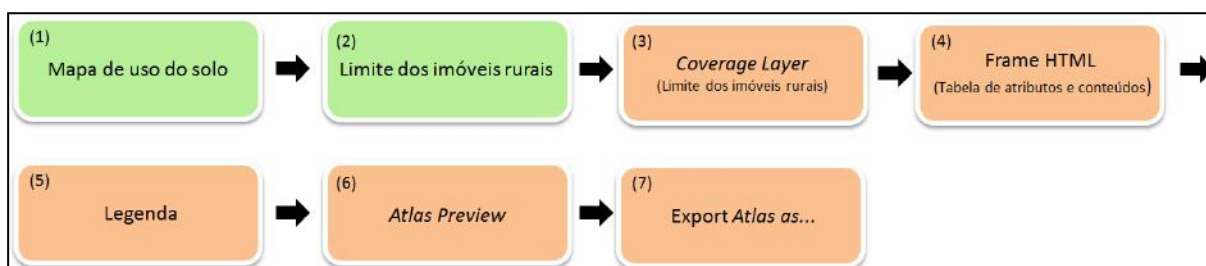 (1)
Mapa de uso do solo
(2)
Limite dos imóveis rurais
(3)
Coverage Layer
(Limite dos imóveis rurais)
(4)
Frame HTML
(Tabela de atributos e conteúdos)
(5)
Legenda
(6)
Atlas Preview
(7)
Export Atlas as...